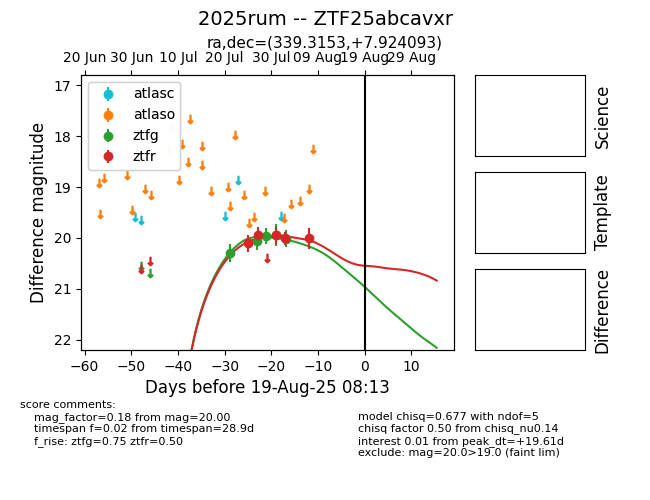 2025rum -- ZTF25abcavxr
ra,dec=(339.3153,+7.924093)
20 Jun 30 Jun 10 Jul 20 Jul 30 Jul 09 Aug 19 Aug 29 Aug
17
18
19
20
21
22
Difference magnitude
atlasc
atlaso
ztfg
ztfr
−60 −50 −40 −30 −20 −10 0 10
Days before 19-Aug-25 08:13
Science
Template
Difference
score comments:
mag_factor=0.18 from mag=20.00
timespan f=0.02 from timespan=28.9d
f_rise: ztfg=0.75 ztfr=0.50
model chisq=0.677 with ndof=5
chisq factor 0.50 from chisq_nu0.14
interest 0.01 from peak_dt=+19.61d
exclude: mag=20.0>19.0 (faint lim)